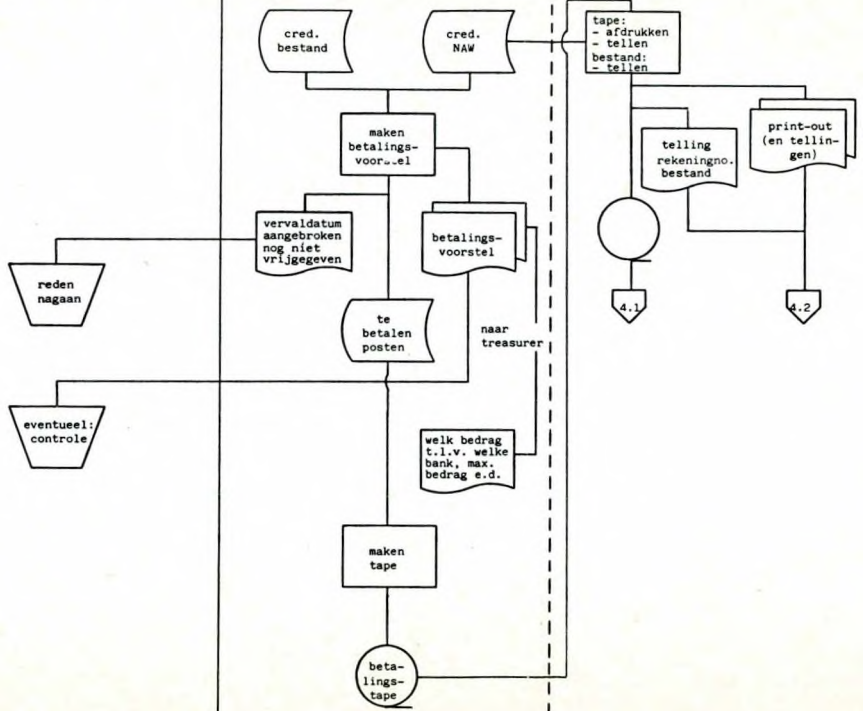 cred.
bestand
cred.
NAW
tape:
- afdrukken
- tellen
bestand:
- tellen
maken
betalings-
voorstel
telling
rekeningno.
bestand
print-out
(en tellin-
gen)
vervaldatum
aangebroken
nog niet
vrijgegeven
betalings-
voorstel
reden
nagaan
4.1
4.2
te
betalen
posten
naar
treasurer
eventueel:
controle
welk bedrag
t.l.v. welke
bank, max.
bedrag e.d.
maken
tape
beta-
lings-
tape